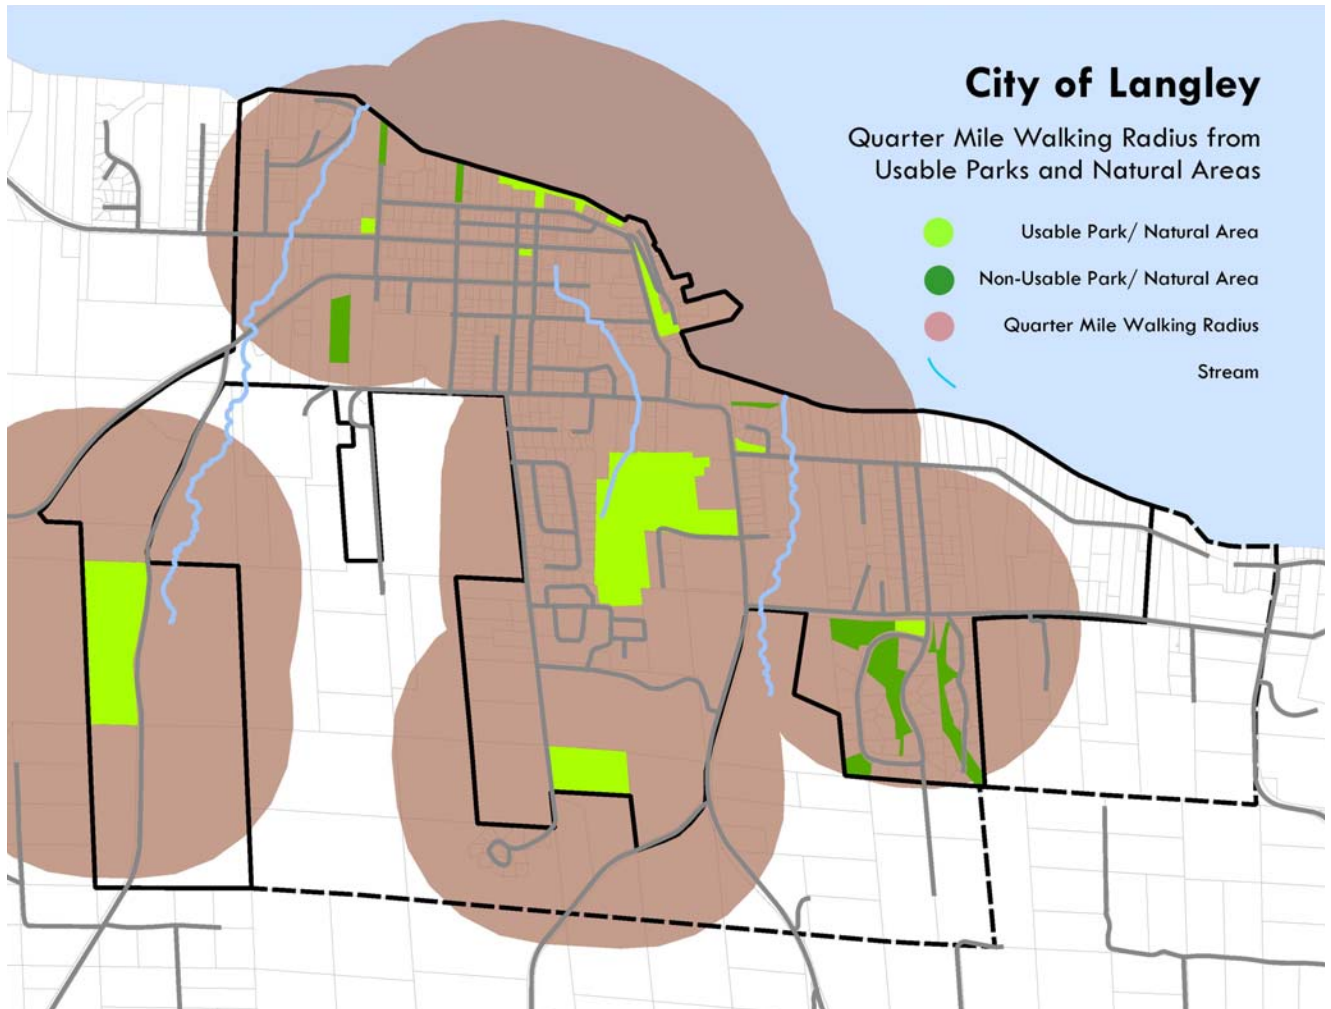 City of Langley
Quarter Mile Walking Radius from
Usable Parks and Natural Areas
Usable Park/ Natural Area
Non-Usable Park/ Natural Area
Quarter Mile Walking Radius
Stream